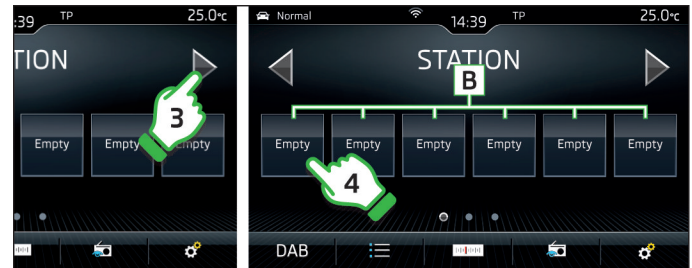 :39 TP 25.0°C
TION
3
Empty Empty Empty
Normal 14:39 TP 25.0°C
STATION
B
Empty Empty Empty Empty Empty Empty
4
DAB